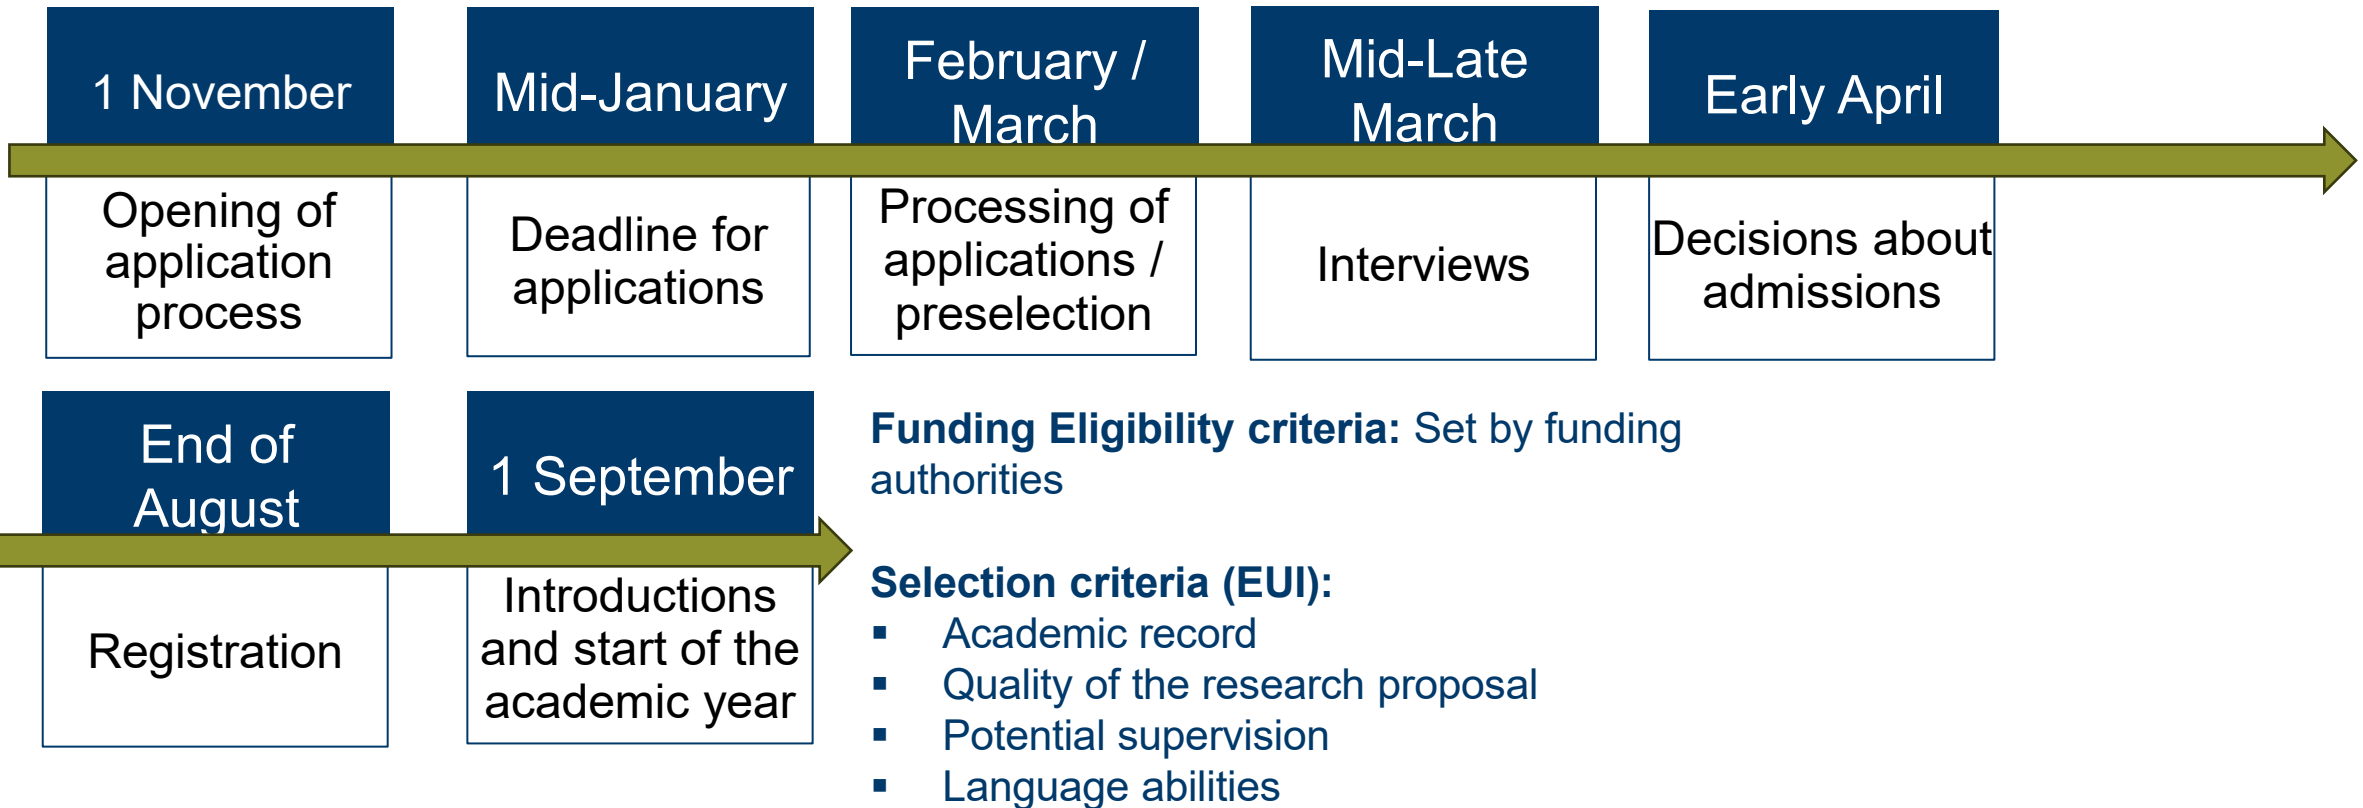 1 November
Mid-January
February /
March
Mid-Late
March
Early April
Opening of
application
process
Deadline for
applications
Processing of
applications /
preselection
Interviews
Decisions about
admissions
End of
August
1 September
Registration
Introductions
and start of the
academic year
Funding Eligibility criteria: Set by funding
authorities
Selection criteria (EUI):
▪ Academic record
▪ Quality of the research proposal
▪ Potential supervision
▪ Language abilities